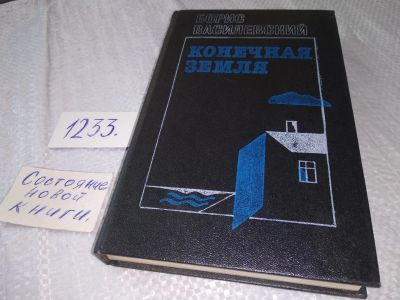 БОРИС
ВАСИЛЕВСКИЙ
КОНЕЧНАЯ
ЗЕМЛЯ
1233.
Состояние
новой
книги.